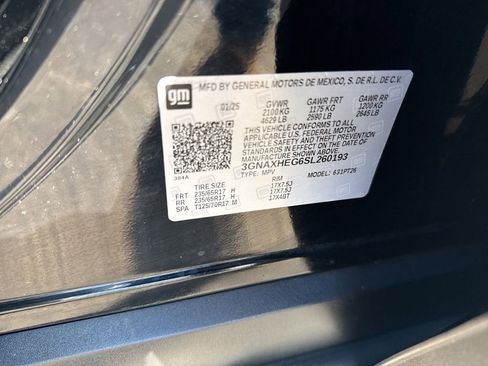 gm
MFD BY GENERAL MOTORS DE MEXICO, S. DE R.L. DE C.V.
01/25 GVWR GAWR FRT GAWR RR
2100 KG 1175 KG 1200 KG
4629 LB 2590 LB 2645 LB
THIS VEHICLE CONFORMS TO ALL
APPLICABLE U.S. FEDERAL MOTOR
VEHICLE SAFETY AND THEFT PREVENTION
STANDARDS IN EFFECT ON THE DATE OF
MANUFACTURE SHOWN ABOVE.
3GNAXHEG6SL260193
TYPE: MPV MODEL: 631PT26
384A
TIRE SIZE RIM
FRT 235/65R17 H 17X7.5J
RR 235/65R17 H 17X7.5J
SPA T125/70R17 M 17X4BT